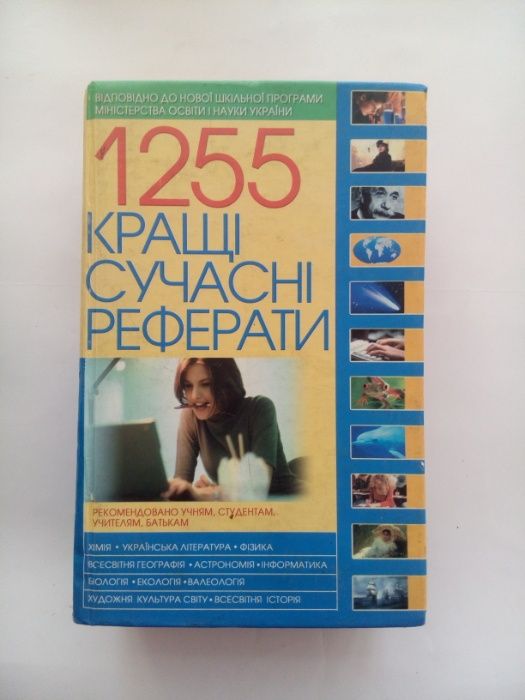 ВІДПОВІДНО ДО НОВОЇ ШКІЛЬНОЇ ПРОГРАМИ
МІНІСТЕРСТВА ОСВІТИ І НАУКИ УКРАЇНИ
1255
КРАЩІ
СУЧАСНІ
РЕФЕРАТИ
РЕКОМЕНДОВАНО УЧНЯМ, СТУДЕНТАМ,
УЧИТЕЛЯМ, БАТЬКАМ
ХІМІЯ • УКРАЇНСЬКА ЛІТЕРАТУРА • ФІЗИКА
ВСЕСВІТНЯ ГЕОГРАФІЯ • АСТРОНОМІЯ • ІНФОРМАТИКА
БІОЛОГІЯ • ЕКОЛОГІЯ • ВАЛЕОЛОГІЯ
ХУДОЖНЯ КУЛЬТУРА СВІТУ • ВСЕСВІТНЯ ІСТОРІЯ